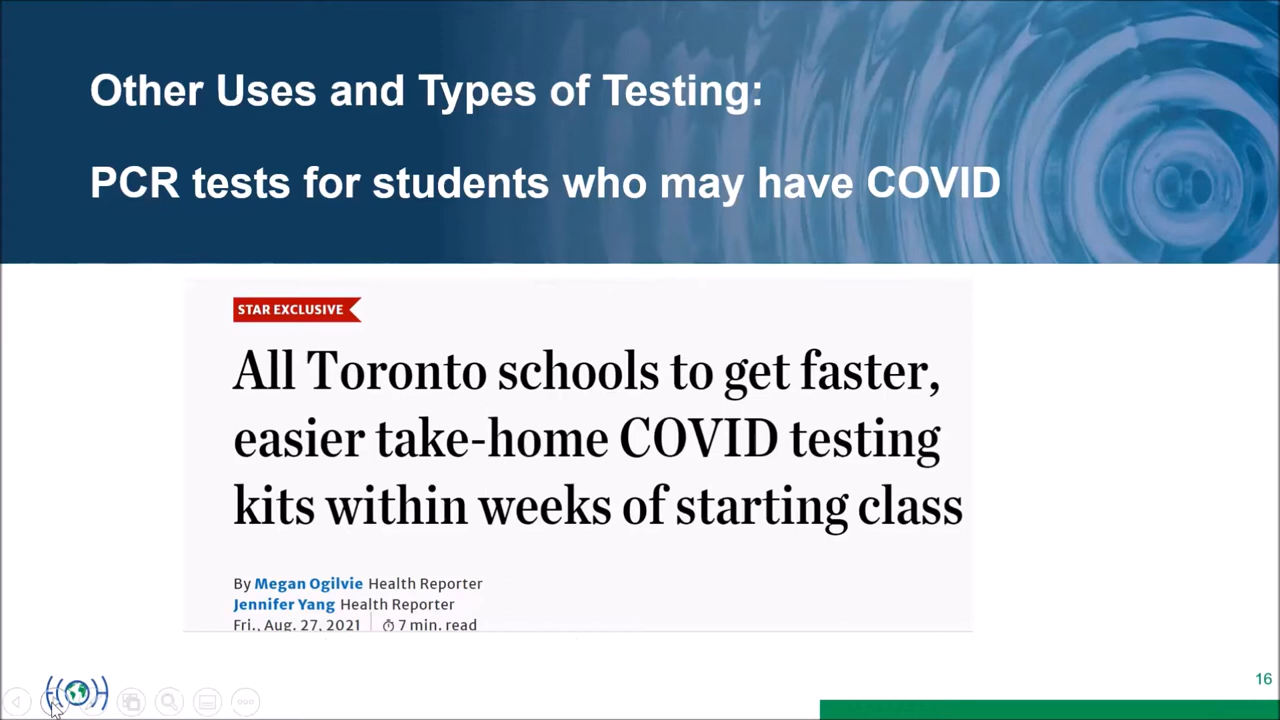 Other Uses and Types of Testing:
PCR tests for students who may have COVID
STAR EXCLUSIVE
All Toronto schools to get faster,
easier take-home COVID testing
kits within weeks of starting class
By Megan Ogilvie Health Reporter
Jennifer Yang Health Reporter
Fri., Aug. 27, 2021 7 min. read
16